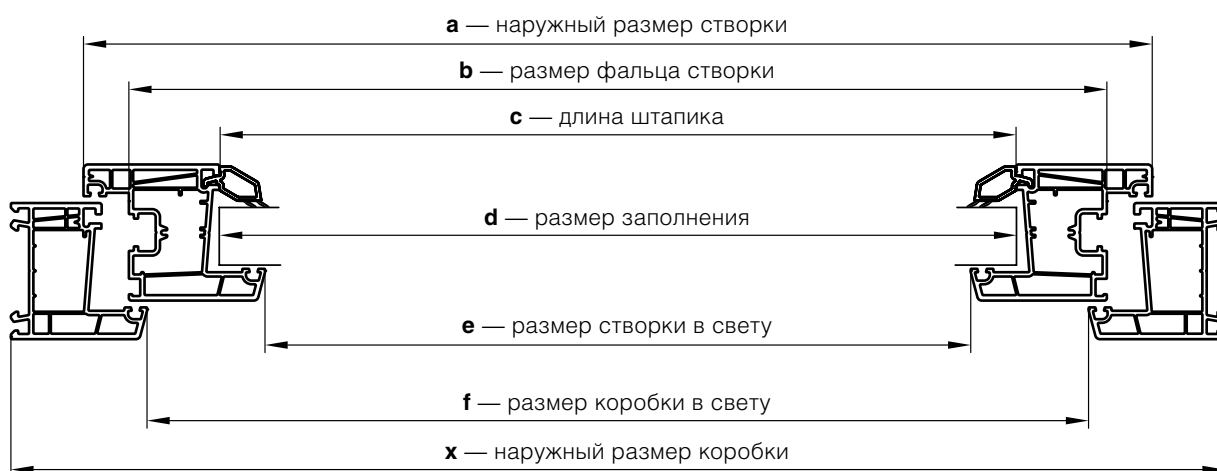 a — наружный размер створки
b — размер фальца створки
c — длина штапика
d — размер заполнения
e — размер створки в свету
f — размер коробки в свету
x — наружный размер коробки